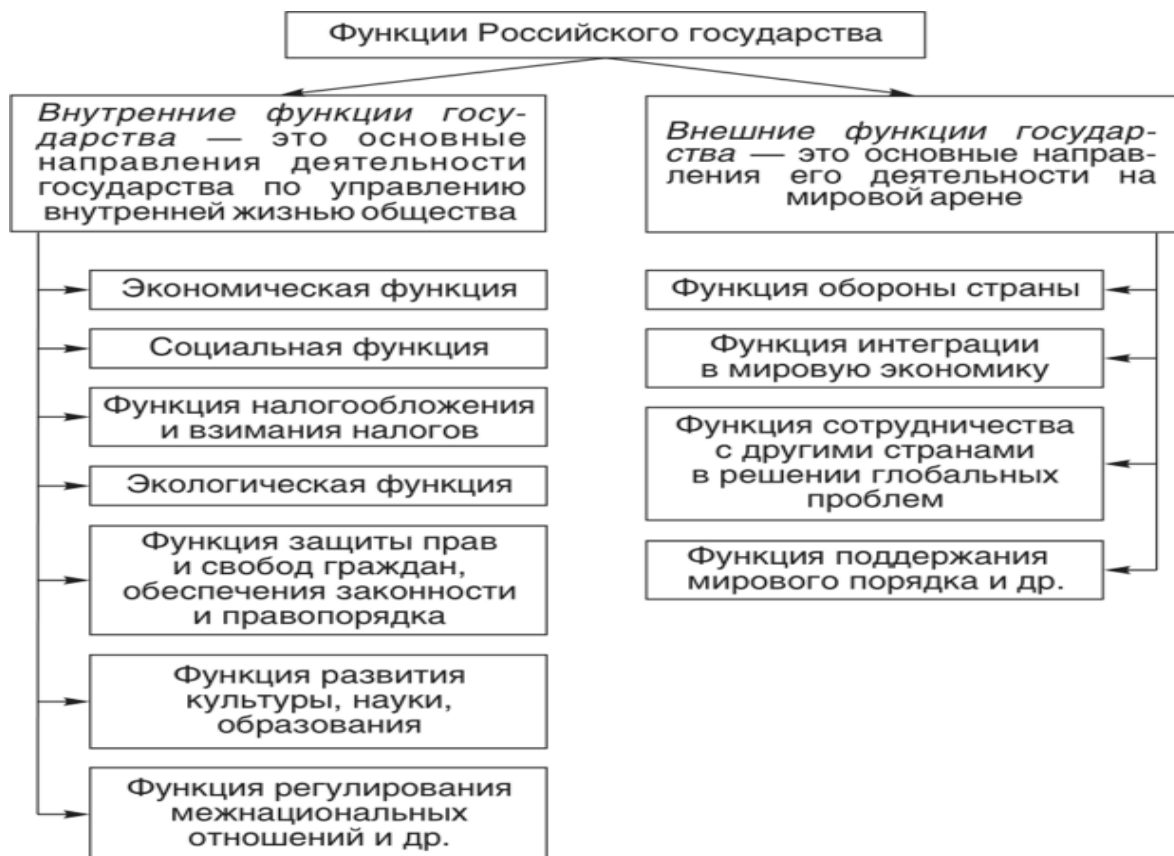 Функции Российского государства
Внутренние функции госу-
дарства — это основные
направления деятельности
государства по управлению
внутренней жизнью общества
Экономическая функция
Социальная функция
Функция налогообложения
и взимания налогов
Экологическая функция
Функция защиты прав
и свобод граждан,
обеспечения законности
и правопорядка
Функция развития
культуры, науки,
образования
Функция регулирования
межнациональных
отношений и др.
Внешние функции государ-
ства — это основные направ-
ления его деятельности на
мировой арене
Функция обороны страны
Функция интеграции
в мировую экономику
Функция сотрудничества
с другими странами
в решении глобальных
проблем
Функция поддержания
мирового порядка и др.